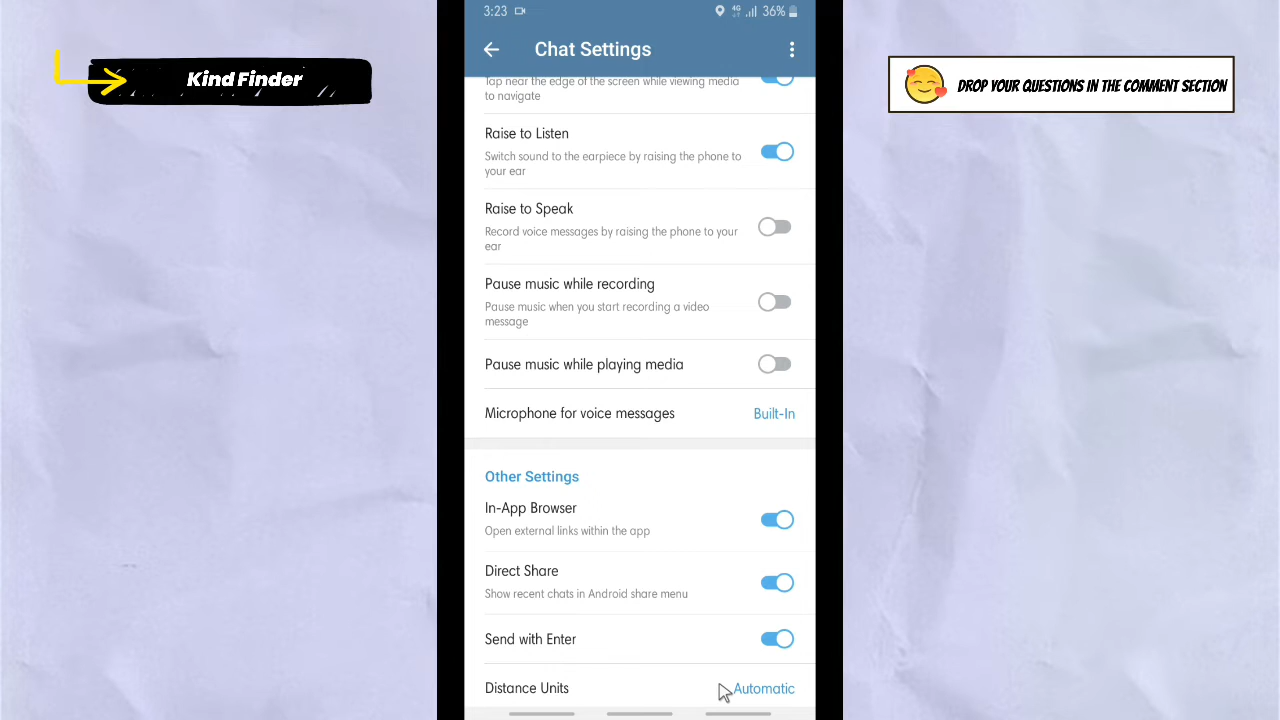 3:23
4G
36%
Chat Settings
Kind Finder
DROP YOUR QUESTIONS IN THE COMMENT SECTION
Tap near the edge of the screen while viewing media
to navigate
Raise to Listen
Switch sound to the earpiece by raising the phone to
your ear
Raise to Speak
Record voice messages by raising the phone to your
ear
Pause music while recording
Pause music when you start recording a video
message
Pause music while playing media
Microphone for voice messages
Built-In
Other Settings
In-App Browser
Open external links within the app
Direct Share
Show recent chats in Android share menu
Send with Enter
Distance Units
Automatic